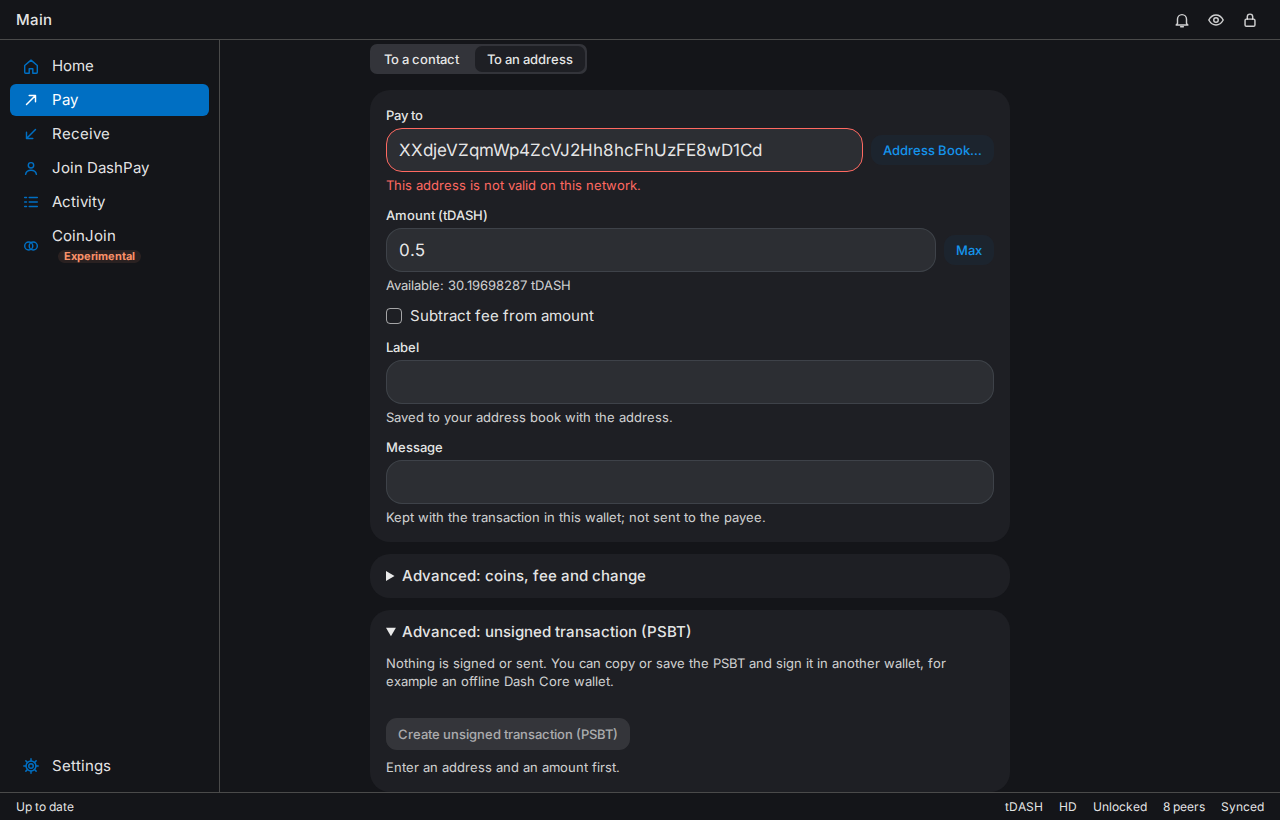 Main
Home
Pay
Receive
Join DashPay
Activity
CoinJoin
Experimental
Settings
To a contact
To an address
Pay to
XXdjeVZqmWp4ZcVJ2Hh8hcFhUzFE8wD1Cd
Address Book...
This address is not valid on this network.
Amount (tDASH)
0.5
Max
Available: 30.19698287 tDASH
Subtract fee from amount
Label
Saved to your address book with the address.
Message
Kept with the transaction in this wallet; not sent to the payee.
Advanced: coins, fee and change
Advanced: unsigned transaction (PSBT)
Nothing is signed or sent. You can copy or save the PSBT and sign it in another wallet, for
example an offline Dash Core wallet.
Create unsigned transaction (PSBT)
Enter an address and an amount first.
Up to date
tDASH
HD
Unlocked
8 peers
Synced